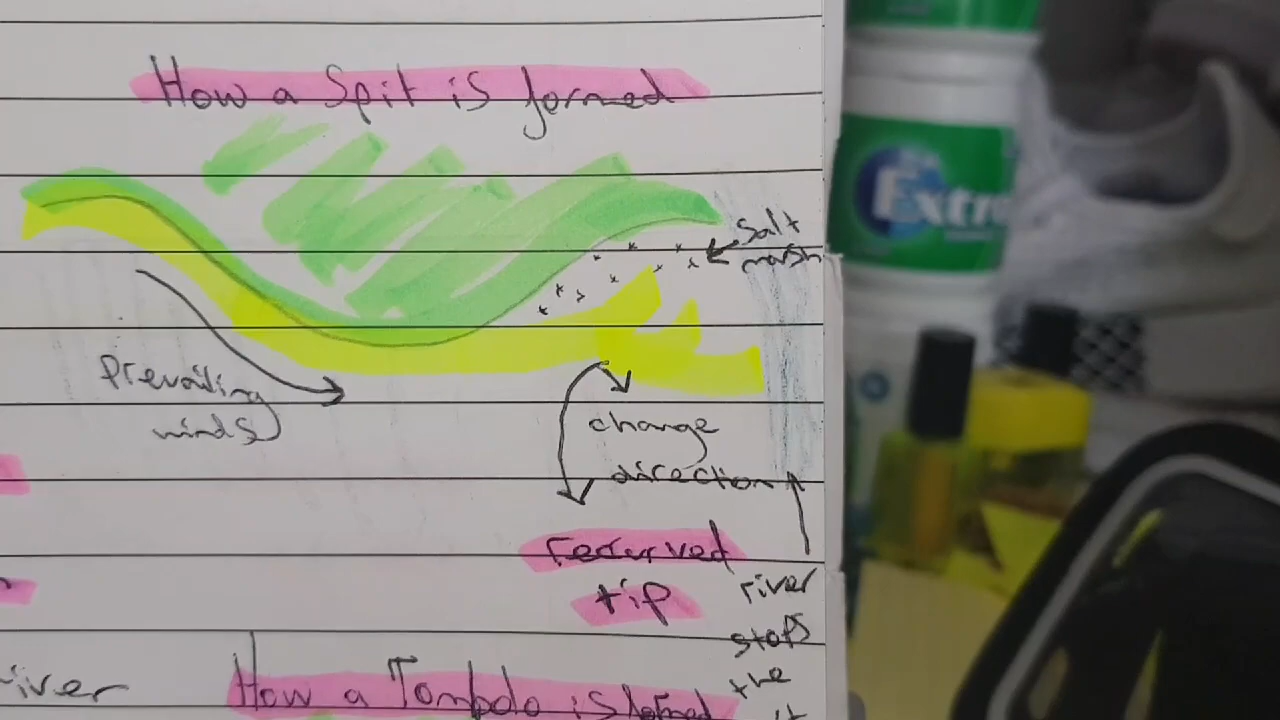 How a Spit is formed
Salt
marsh
Prevailing
winds
change
direction
recurved
tip
river
stops
the
river
How a Tombolo is formed
Extra